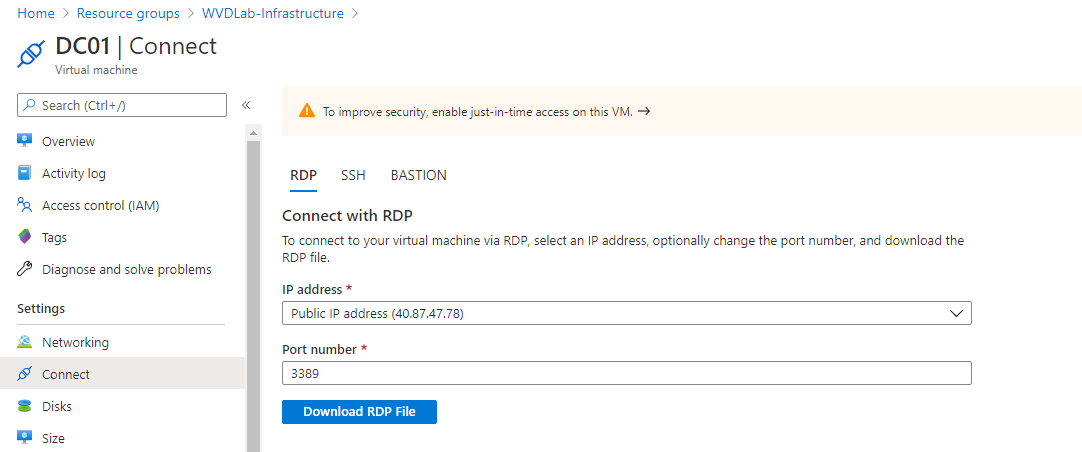 Home > Resource groups > WVDLab-Infrastructure >
DC01 | Connect
Virtual machine
Search (Ctrl+/)
«
Overview
Activity log
Access control (IAM)
Tags
Diagnose and solve problems
Settings
Networking
Connect
Disks
Size
To improve security, enable just-in-time access on this VM. →
RDP SSH BASTION
Connect with RDP
To connect to your virtual machine via RDP, select an IP address, optionally change the port number, and download the
RDP file.
IP address *
Public IP address (40.87.47.78)
Port number *
3389
Download RDP File